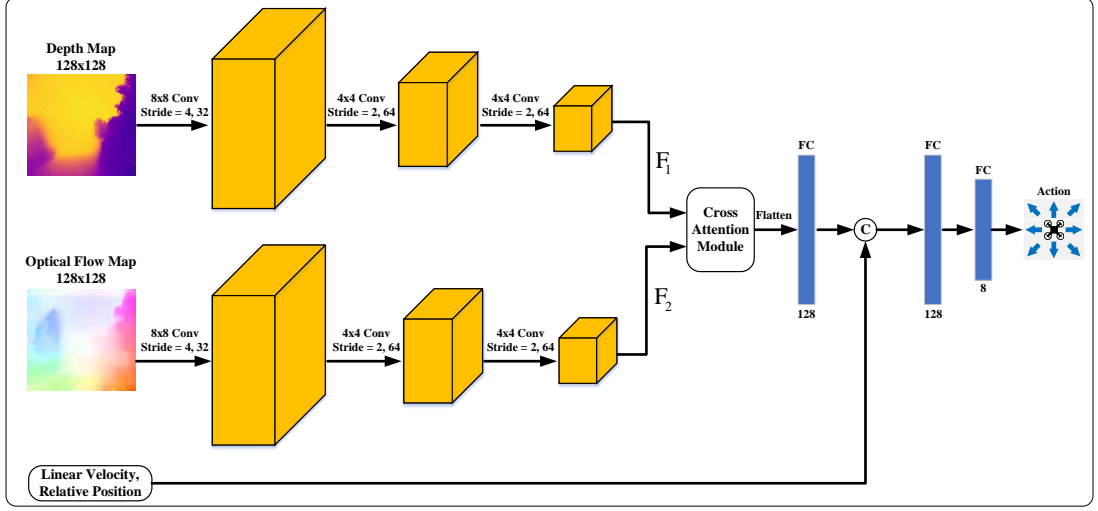 Depth Map
128x128
8x8 Conv
Stride = 4, 32
4x4 Conv
Stride = 2, 64
4x4 Conv
Stride = 2, 64
F1
Optical Flow Map
128x128
8x8 Conv
Stride = 4, 32
4x4 Conv
Stride = 2, 64
4x4 Conv
Stride = 2, 64
F2
Cross
Attention
Module
Flatten
FC
128
C
FC
128
FC
8
Action
Linear Velocity,
Relative Position